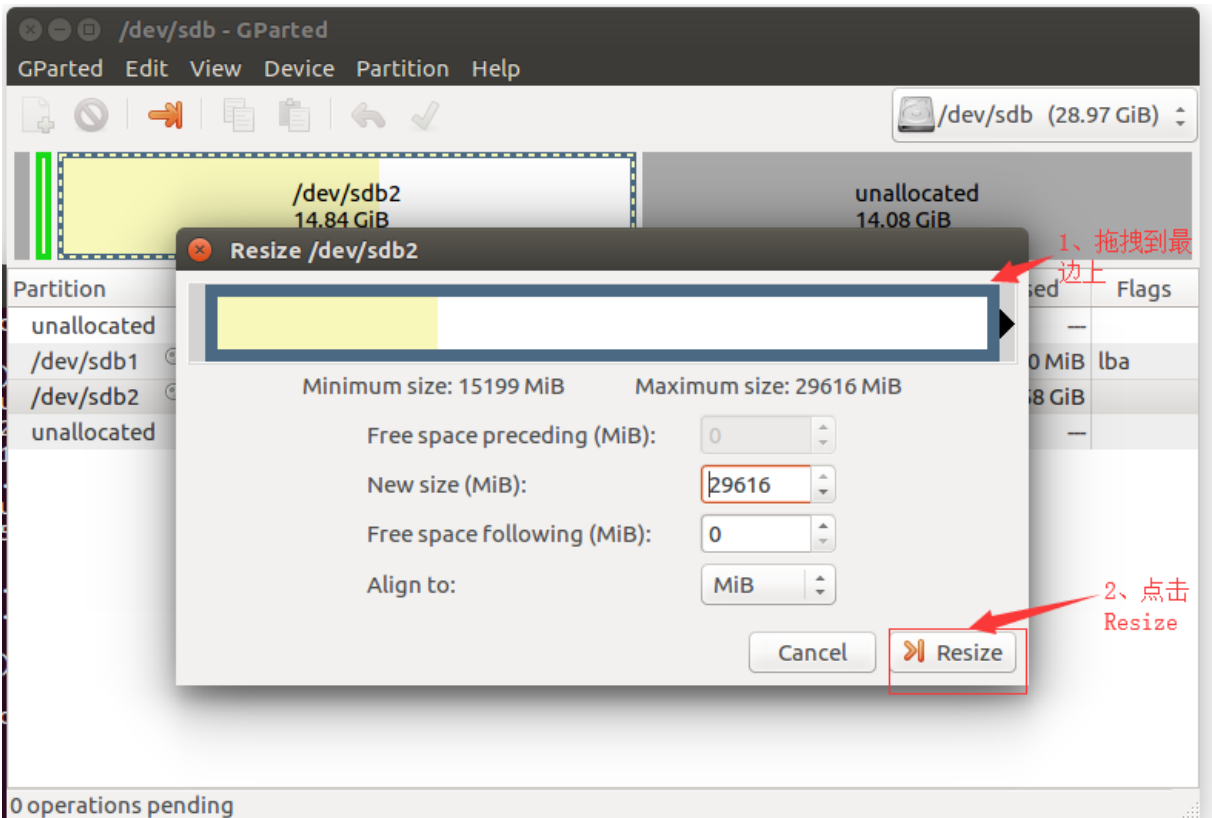 /dev/sdb - GParted
GParted Edit View Device Partition Help
/dev/sdb (28.97 GiB)
/dev/sdb2
14.84 GiB
unallocated
14.08 GiB
Resize /dev/sdb2
1、拖拽到最
边上
Partition
Flags
unallocated
---
/dev/sdb1
MiB lba
/dev/sdb2
GiB
unallocated
---
Minimum size: 15199 MiB Maximum size: 29616 MiB
Free space preceding (MiB): 0
New size (MiB): 29616
Free space following (MiB): 0
Align to: MiB
2、点击
Resize
Cancel Resize
0 operations pending